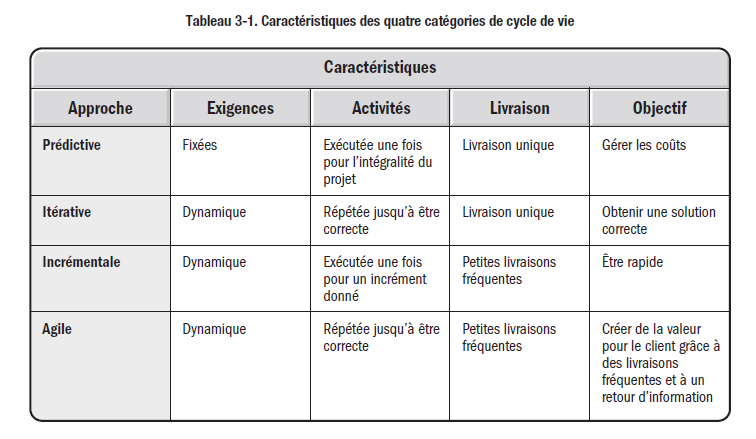 Tableau 3-1. Caractéristiques des quatre catégories de cycle de vie
Caractéristiques
Approche Exigences Activités Livraison Objectif
Prédictive Fixées Exécutée une fois Livraison unique Gérer les coûts
pour l'intégralité du
projet
Itérative Dynamique Répétée jusqu'à être Livraison unique Obtenir une solution
correcte correcte
Incrémentale Dynamique Exécutée une fois Petites livraisons Être rapide
pour un incrément fréquentes
donné
Agile Dynamique Répétée jusqu'à être Petites livraisons Créer de la valeur
correcte fréquentes pour le client grâce à
des livraisons
fréquentes et à un
retour d'information